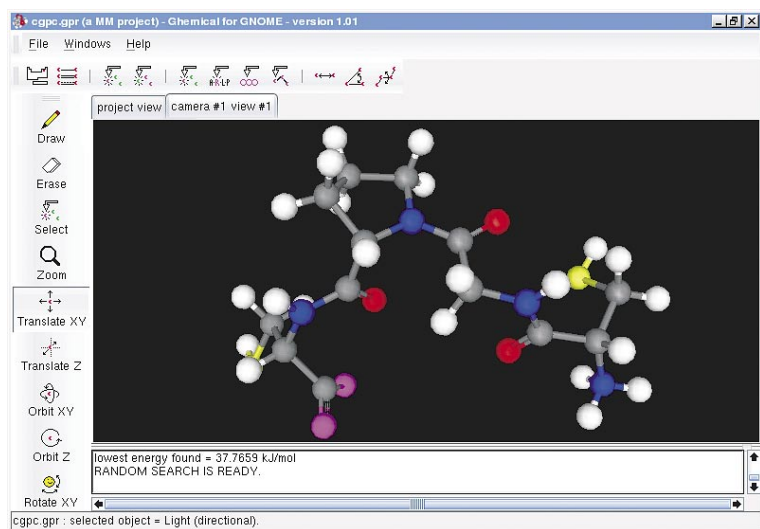 cgpc.gpr (a MM project) - Ghemical for GNOME - version 1.01
File Windows Help
A-R-L-P
project view camera #1 view #1
Draw
Erase
Select
Zoom
Translate XY
Translate Z
Orbit XY
Orbit Z
Rotate XY
lowest energy found = 37.7659 kJ/mol
RANDOM SEARCH IS READY.
cgpc.gpr : selected object = Light (directional).